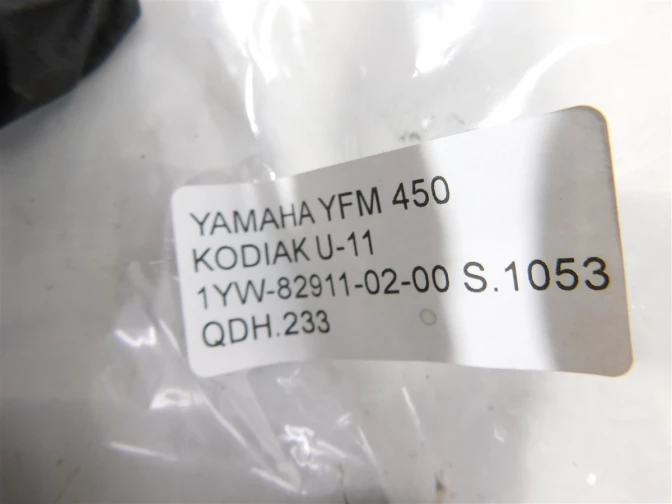 YAMAHA YFM 450
KODIAK U-11
1YW-82911-02-00 S.1053
QDH.233